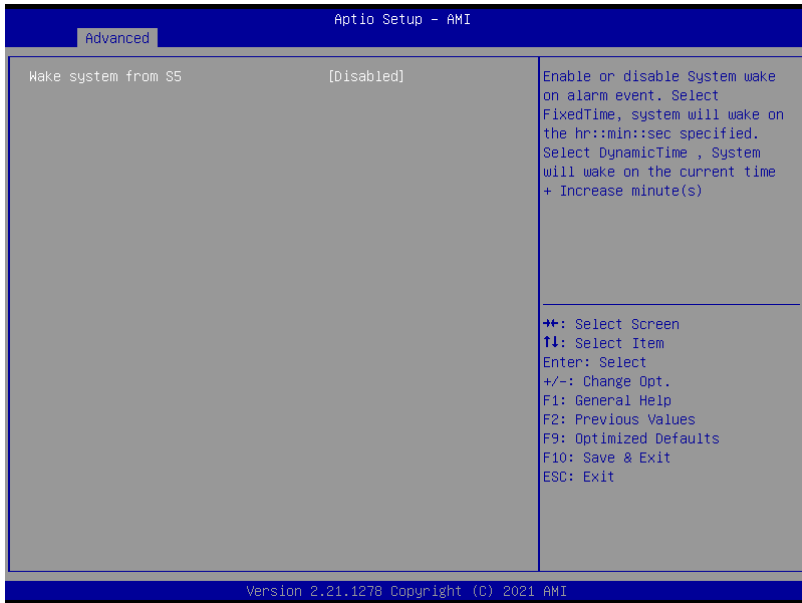 Aptio Setup - AMI
Advanced
Wake system from S5 [Disabled]
Enable or disable System wake
on alarm event. Select
FixedTime, system will wake on
the hr::min::sec specified.
Select DynamicTime , System
will wake on the current time
+ Increase minute(s)
→←: Select Screen
↑↓: Select Item
Enter: Select
+/-: Change Opt.
F1: General Help
F2: Previous Values
F9: Optimized Defaults
F10: Save & Exit
ESC: Exit
Version 2.21.1278 Copyright (C) 2021 AMI